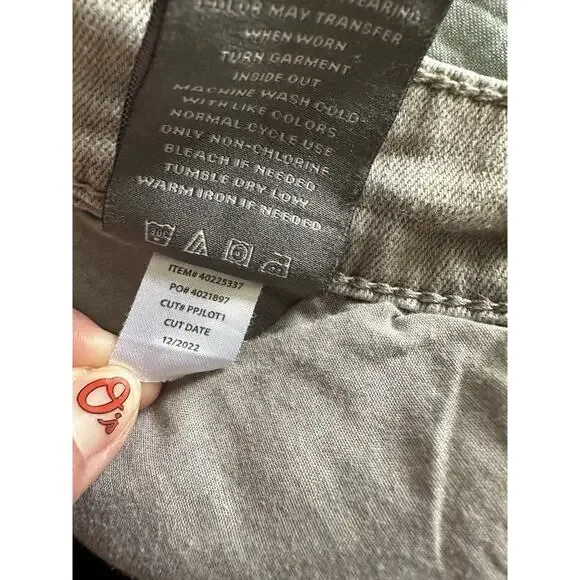 WEARING
COLOR MAY TRANSFER
WHEN WORN
TURN GARMENT
INSIDE OUT
MACHINE WASH COLD-
WITH LIKE COLORS
NORMAL CYCLE USE
ONLY NON-CHLORINE
BLEACH IF NEEDED
TUMBLE DRY LOW
WARM IRON IF NEEDED
30C
ITEM# 40225337
PO# 4021897
CUT# PPJLOT1
CUT DATE
12/2022
O's